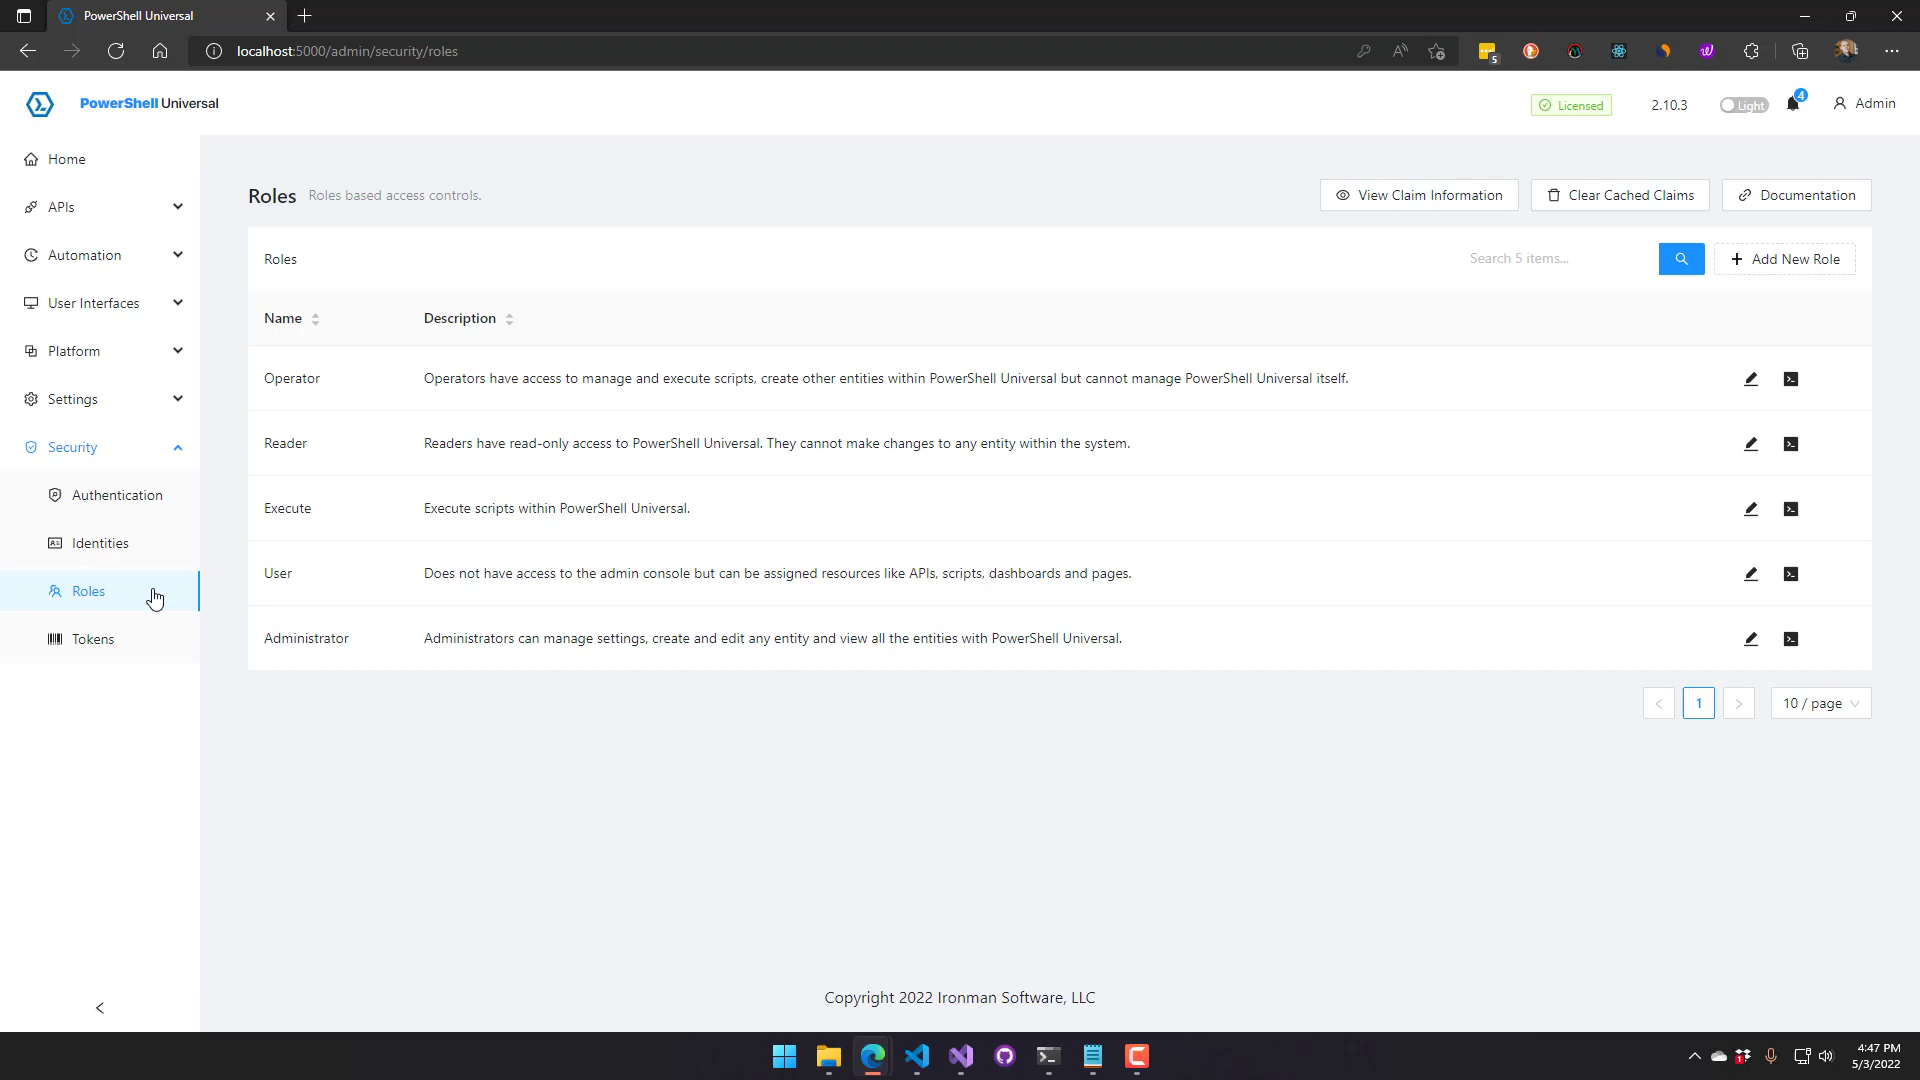 PowerShell Universal
localhost:5000/admin/security/roles
5
PowerShell Universal
Licensed
2.10.3
Light
4
Admin
Home
APIs
Automation
User Interfaces
Platform
Settings
Security
Authentication
Identities
Roles
Tokens
Roles Roles based access controls.
View Claim Information
Clear Cached Claims
Documentation
Roles
Search 5 items...
Add New Role
Name Description
Operator Operators have access to manage and execute scripts, create other entities within PowerShell Universal but cannot manage PowerShell Universal itself.
Reader Readers have read-only access to PowerShell Universal. They cannot make changes to any entity within the system.
Execute Execute scripts within PowerShell Universal.
User Does not have access to the admin console but can be assigned resources like APIs, scripts, dashboards and pages.
Administrator Administrators can manage settings, create and edit any entity and view all the entities with PowerShell Universal.
1
10 / page
Copyright 2022 Ironman Software, LLC
4:47 PM
5/3/2022